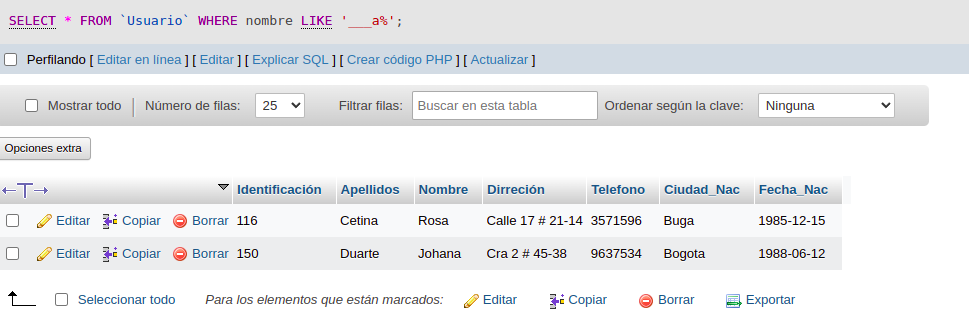 SELECT * FROM `Usuario` WHERE nombre LIKE '___a%';
Perfilando [ Editar en línea ] [ Editar ] [ Explicar SQL ] [ Crear código PHP ] [ Actualizar ]
Mostrar todo Número de filas: 25 Filtrar filas: Buscar en esta tabla Ordenar según la clave: Ninguna
Opciones extra
Identificación Apellidos Nombre Dirreción Telefono Ciudad_Nac Fecha_Nac
Editar Copiar Borrar 116 Cetina Rosa Calle 17 # 21-14 3571596 Buga 1985-12-15
Editar Copiar Borrar 150 Duarte Johana Cra 2 # 45-38 9637534 Bogota 1988-06-12
Seleccionar todo Para los elementos que están marcados: Editar Copiar Borrar Exportar